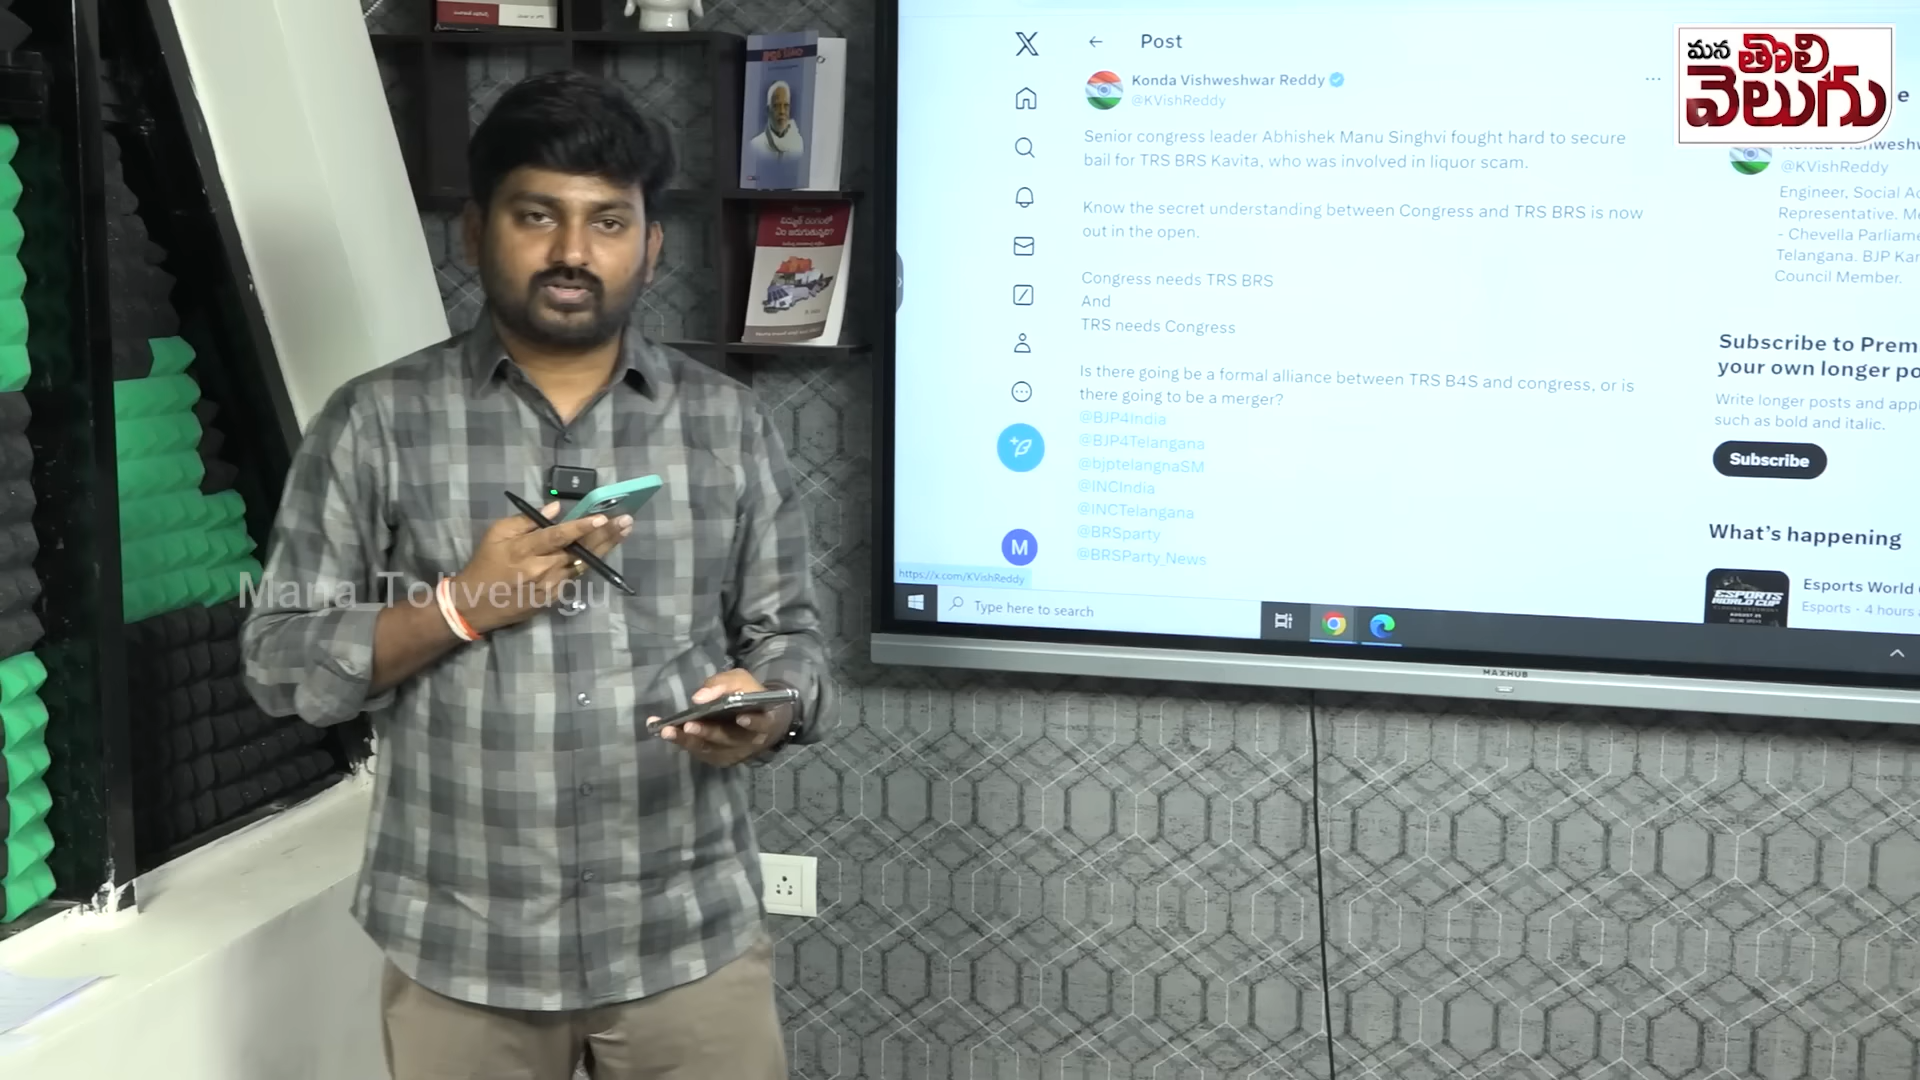 Post
Konda Vishweshwar Reddy
@KVishReddy
Senior congress leader Abhishek Manu Singhvi fought hard to secure
bail for TRS BRS Kavita, who was involved in liquor scam.
Know the secret understanding between Congress and TRS BRS is now
out in the open.
Congress needs TRS BRS
And
TRS needs Congress
Is there going be a formal alliance between TRS B4S and congress, or is
there going to be a merger?
@BJP4India
@BJP4Telangana
@bjptelangnaSM
@INCIndia
@INCTelangana
@BRSparty
@BRSParty_News
M
https://x.com/KVishReddy
Type here to search
MAXHUB
మన
తొలి
వెలుగు
@KVishReddy
Engineer, Social
Representative.
- Chevella
Telangana. BJP
Council Member.
Subscribe to
your own longer
Write longer posts and
such as bold and italic.
Subscribe
What's happening
ESPORTS
WORLD CUP
Esports World
Esports · 4 hours
Mana Tolivelugu